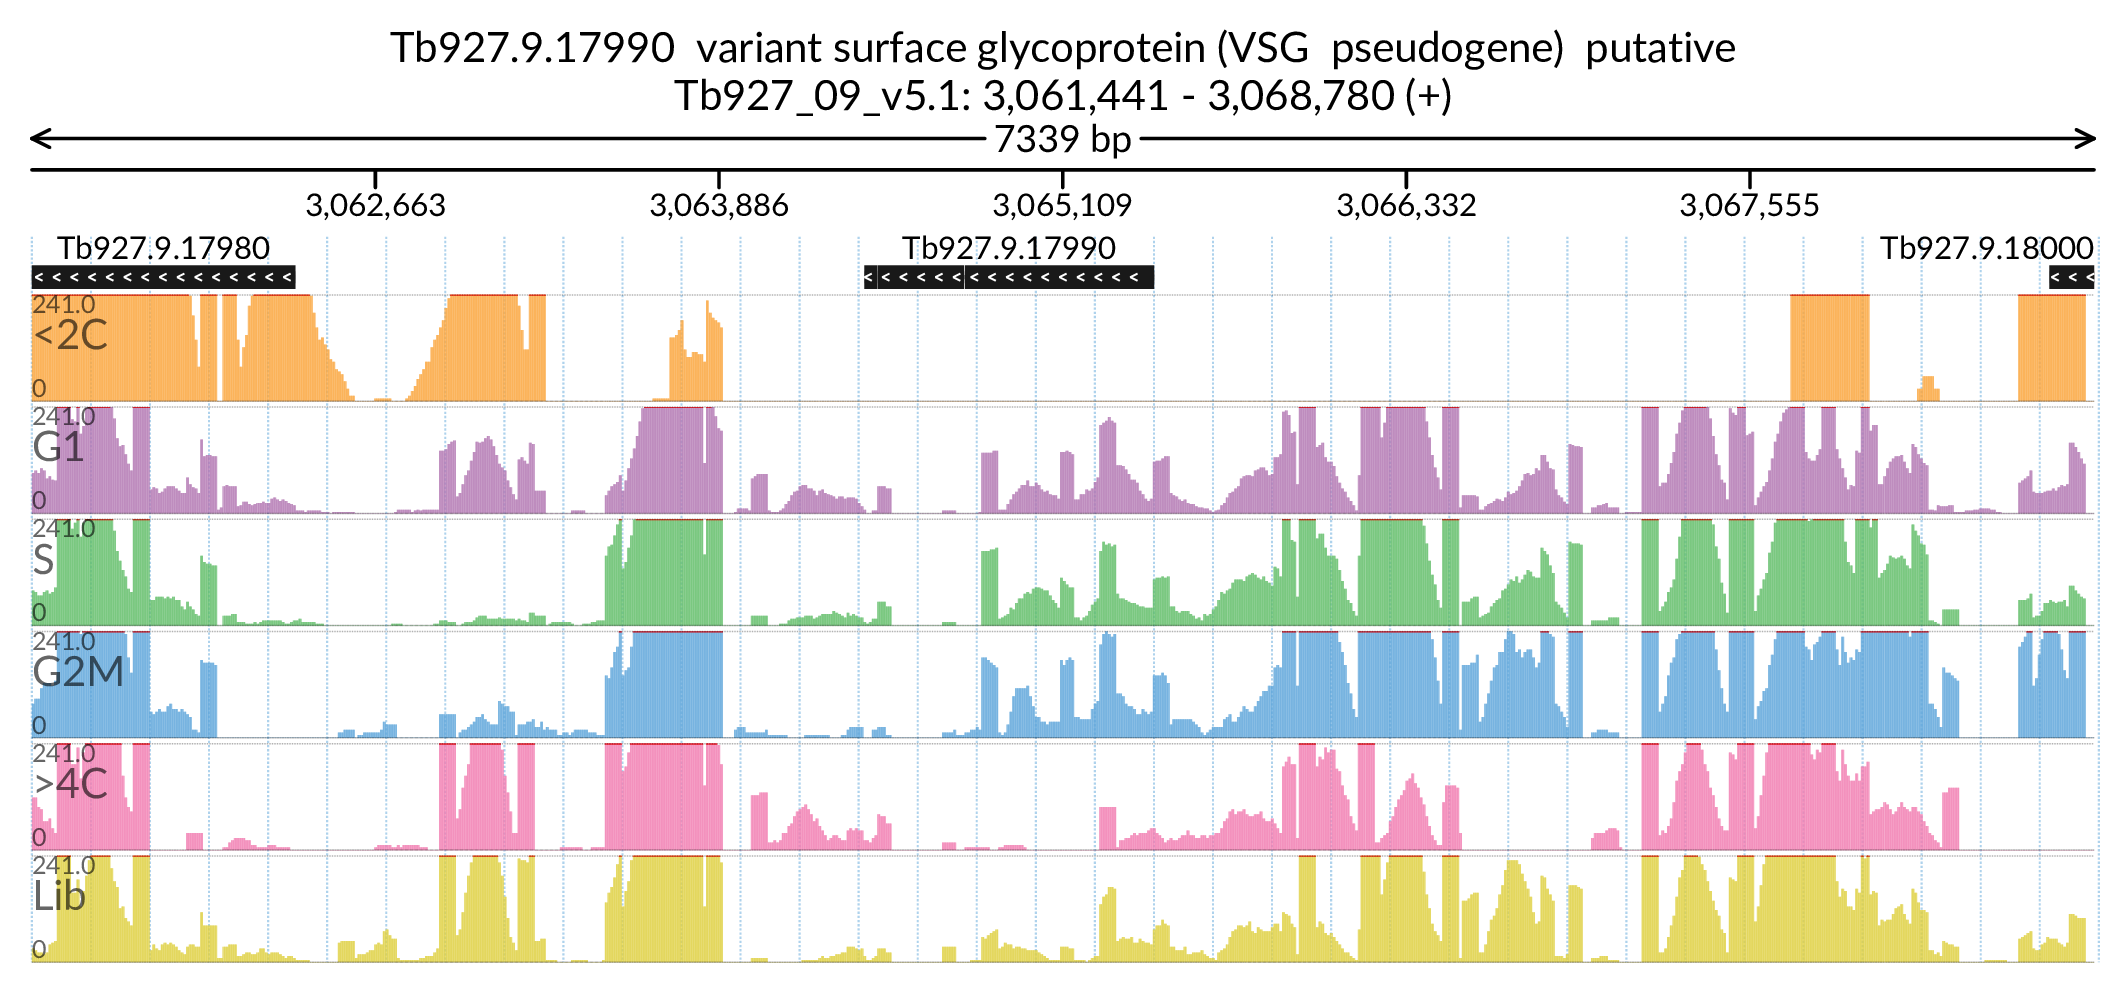 Tb927.9.17990 variant surface glycoprotein (VSG pseudogene) putative
Tb927_09_v5.1: 3,061,441 - 3,068,780 (+)
7339 bp
3,062,663 3,063,886 3,065,109 3,066,332 3,067,555
Tb927.9.17980 Tb927.9.17990 Tb927.9.18000
241.0
<2C
0
241.0
G1
0
241.0
S
0
241.0
G2M
0
241.0
>4C
0
241.0
Lib
0